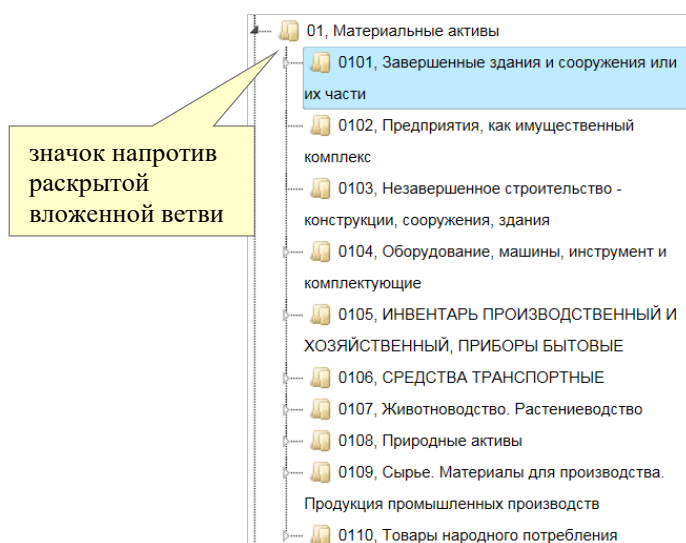 01, Материальные активы
0101, Завершенные здания и сооружения или
их части
0102, Предприятия, как имущественный
комплекс
0103, Незавершенное строительство -
конструкции, сооружения, здания
0104, Оборудование, машины, инструмент и
комплектующие
0105, ИНВЕНТАРЬ ПРОИЗВОДСТВЕННЫЙ И
ХОЗЯЙСТВЕННЫЙ, ПРИБОРЫ БЫТОВЫЕ
0106, СРЕДСТВА ТРАНСПОРТНЫЕ
0107, Животноводство. Растениеводство
0108, Природные активы
0109, Сырье. Материалы для производства.
Продукция промышленных производств
0110, Товары народного потребления
значок напротив
раскрытой
вложенной ветви